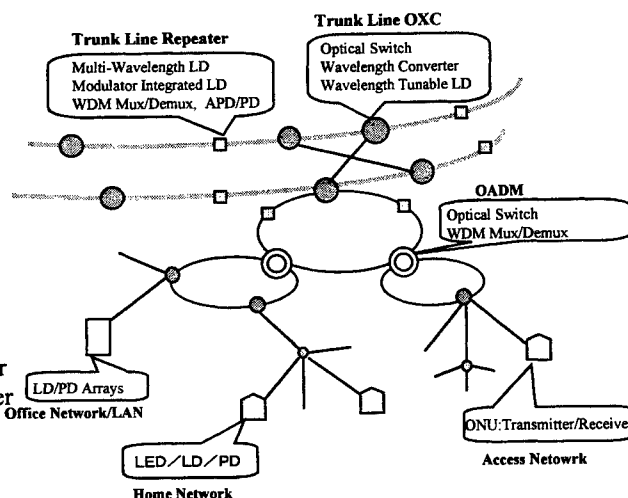 Trunk Line OXC
Trunk Line Repeater
Optical Switch
Wavelength Converter
Wavelength Tunable LD
Multi-Wavelength LD
Modulator Integrated LD
WDM Mux/Demux, APD/PD
OADM
Optical Switch
WDM Mux/Demux
r
LD/PD Arrays
er
Office Network/LAN
ONU:Transmitter/Receive
LED/LD/PD
Access Netowrk
Home Network